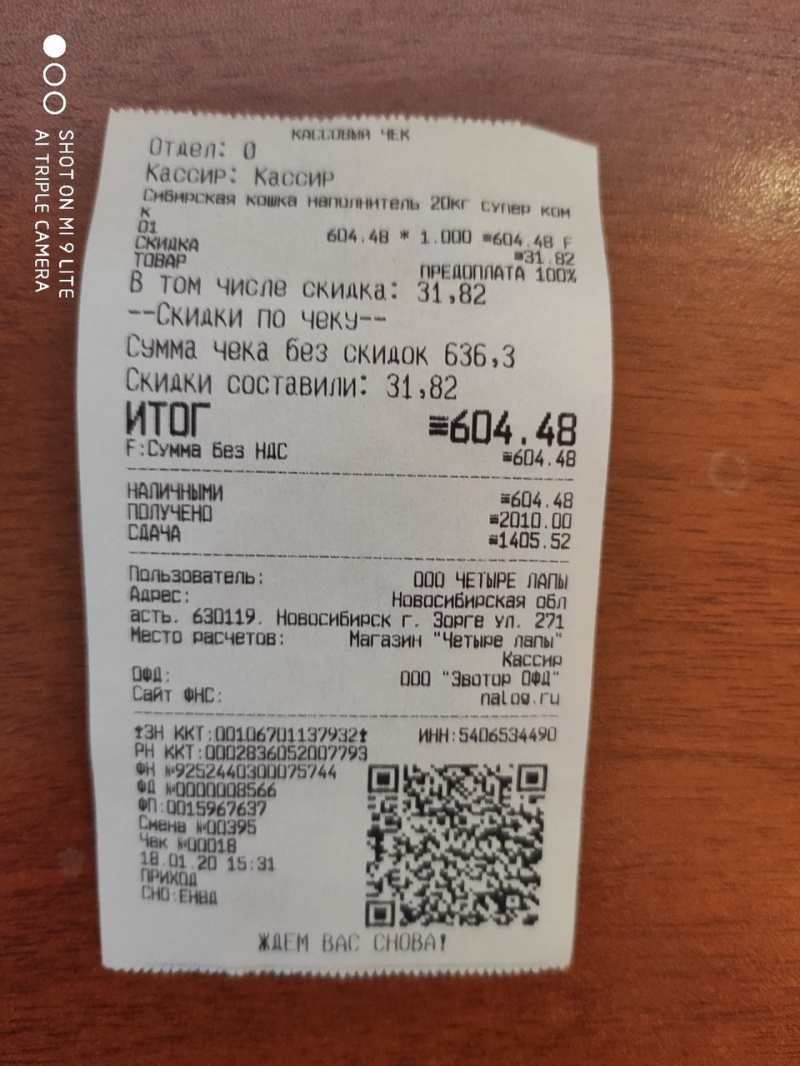 SHOT ON MI 9 LITE
AI TRIPLE CAMERA
КАССОВЫЙ ЧЕК
Отдел: 0
Кассир: Кассир
Сибирская кошка наполнитель 20кг супер ком
к
01 604.48 * 1.000 ≡604.48 F
СКИДКА ≡31.82
ТОВАР ПРЕДОПЛАТА 100%
В том числе скидка: 31,82
--Скидки по чеку--
Сумма чека без скидок 636,3
Скидки составили: 31,82
ИТОГ ≡604.48
F:Сумма без НДС ≡604.48
НАЛИЧНЫМИ ≡604.48
ПОЛУЧЕНО ≡2010.00
СДАЧА ≡1405.52
Пользователь: ООО ЧЕТЫРЕ ЛАПЫ
Адрес: Новосибирская обл
асть. 630119. Новосибирск г. Зорге ул. 271
Место расчетов: Магазин "Четыре лапы"
Кассир
ОФД: ООО "Эвотор ОФД"
Сайт ФНС: nalog.ru
ЗН ККТ:00106701137932 ИНН:5406534490
РН ККТ:0002836052007793
ФН №9252440300075744
ФД №0000008566
ФП:0015967637
Смена №00395
Чек №00018
18.01.20 15:31
ПРИХОД
СНО:ЕНВД
ЖДЕМ ВАС СНОВА!